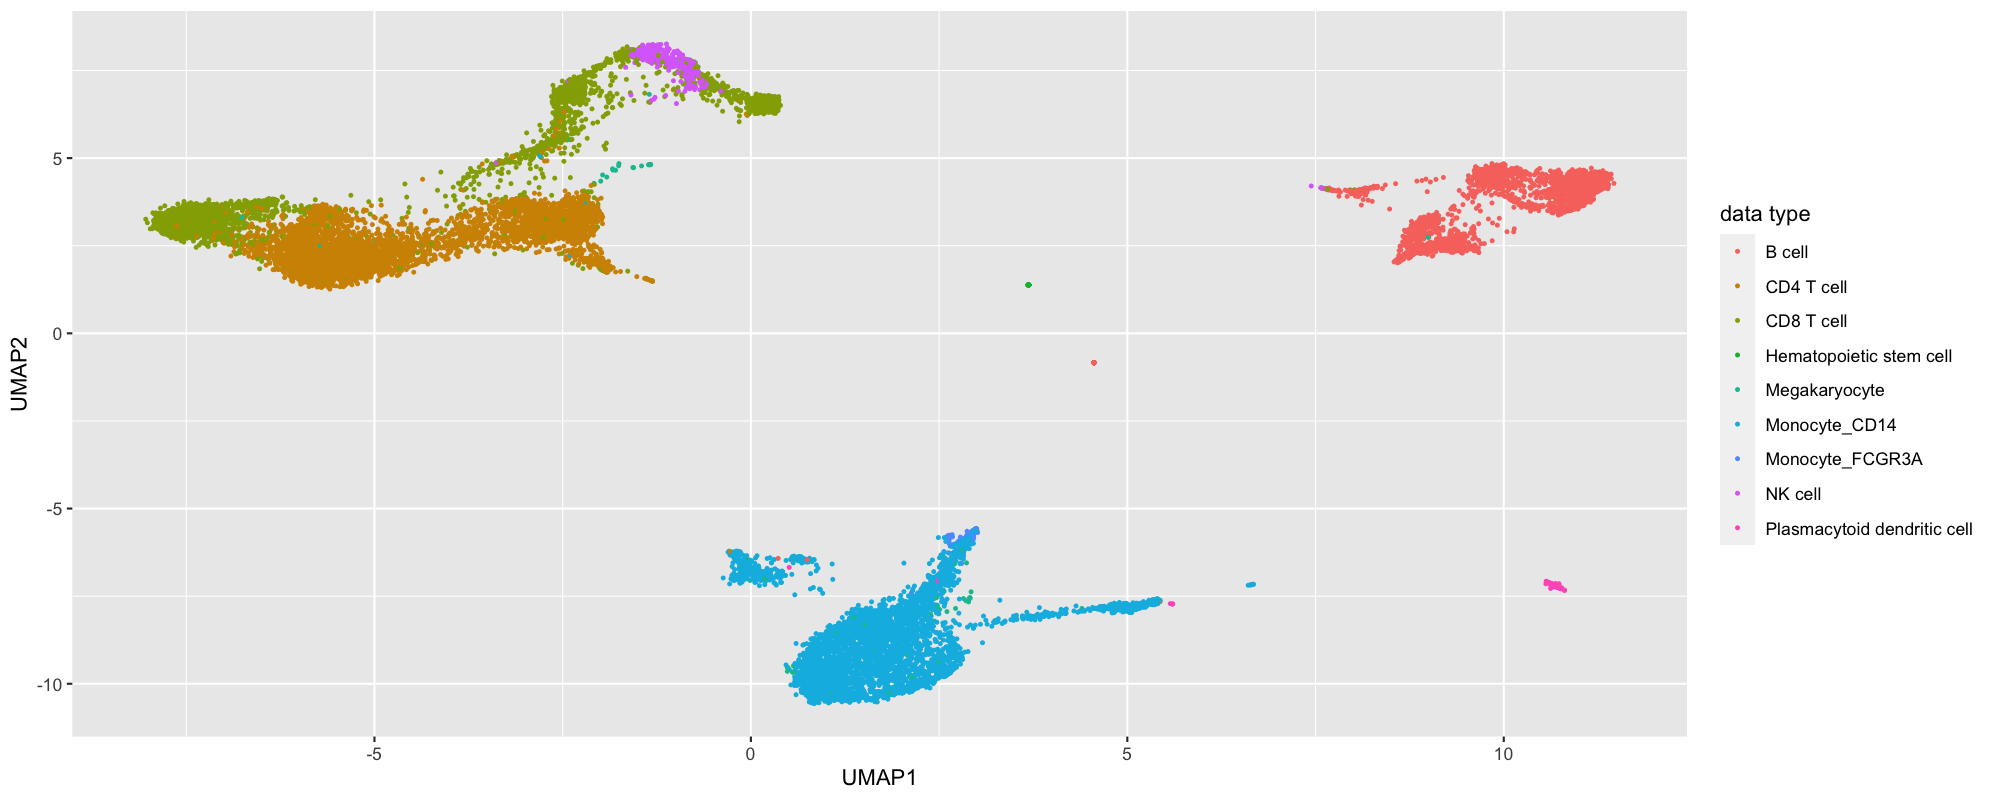 5
0
-5
-10
UMAP2
-5
0
5
10
UMAP1
data type
B cell
CD4 T cell
CD8 T cell
Hematopoietic stem cell
Megakaryocyte
Monocyte_CD14
Monocyte_FCGR3A
NK cell
Plasmacytoid dendritic cell